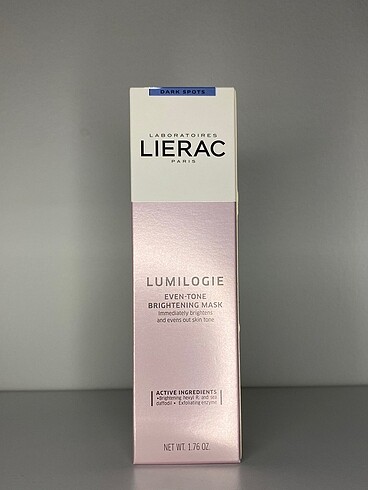 DARK SPOTS
LABORATOIRES
LIERAC
PARIS
LUMILOGIE
EVEN-TONE
BRIGHTENING MASK
Immediately brightens
and evens out skin tone
ACTIVE INGREDIENTS
•Brightening hexyl R. and sea
daffodil • Exfoliating enzyme
NET WT. 1.76 OZ.